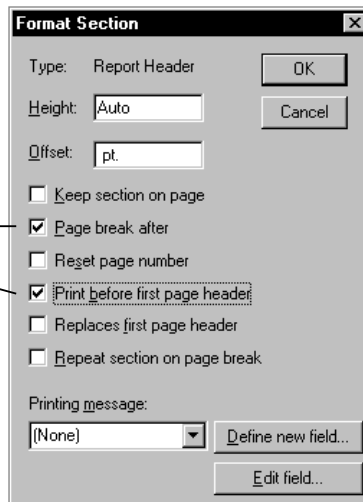 Format Section
Type: Report Header
OK
Height: Auto
Cancel
Offset: pt.
Keep section on page
Page break after
Reset page number
Print before first page header
Replaces first page header
Repeat section on page break
Printing message:
(None)
Define new field...
Edit field...